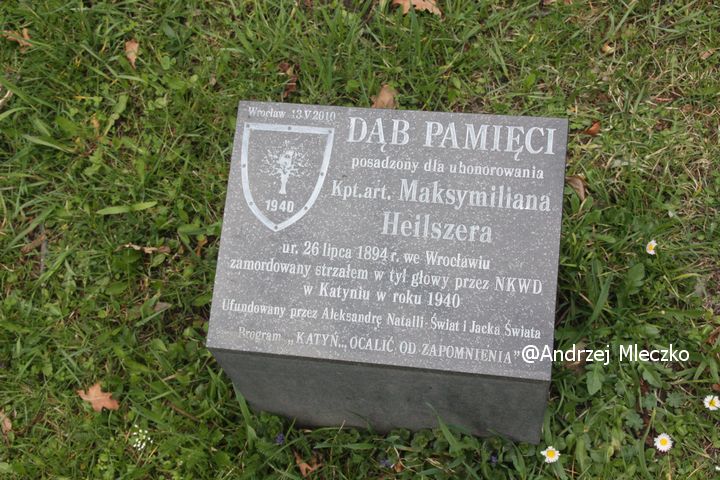 Wrocław 13.V.2010
1940
DĄB PAMIĘCI
posadzony dla uhonorowania
Kpt.art. Maksymiliana
Heilszera
ur. 26 lipca 1894 r. we Wrocławiu
zamordowany strzałem w tył głowy przez NKWD
w Katyniu w roku 1940
Ufundowany przez Aleksandrę Natalli-Świat i Jacka Świata
Program „KATYŃ... OCALIĆ OD ZAPOMNIENIA”
@Andrzej Mleczko